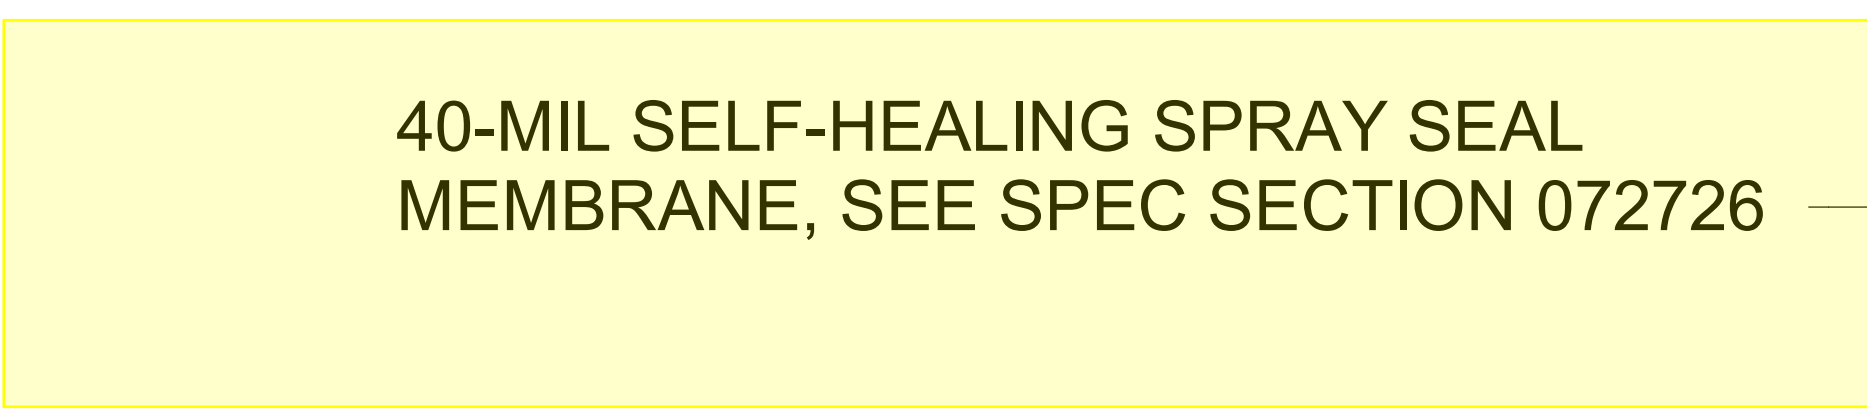 40-MIL SELF-HEALING SPRAY SEAL
MEMBRANE, SEE SPEC SECTION 072726